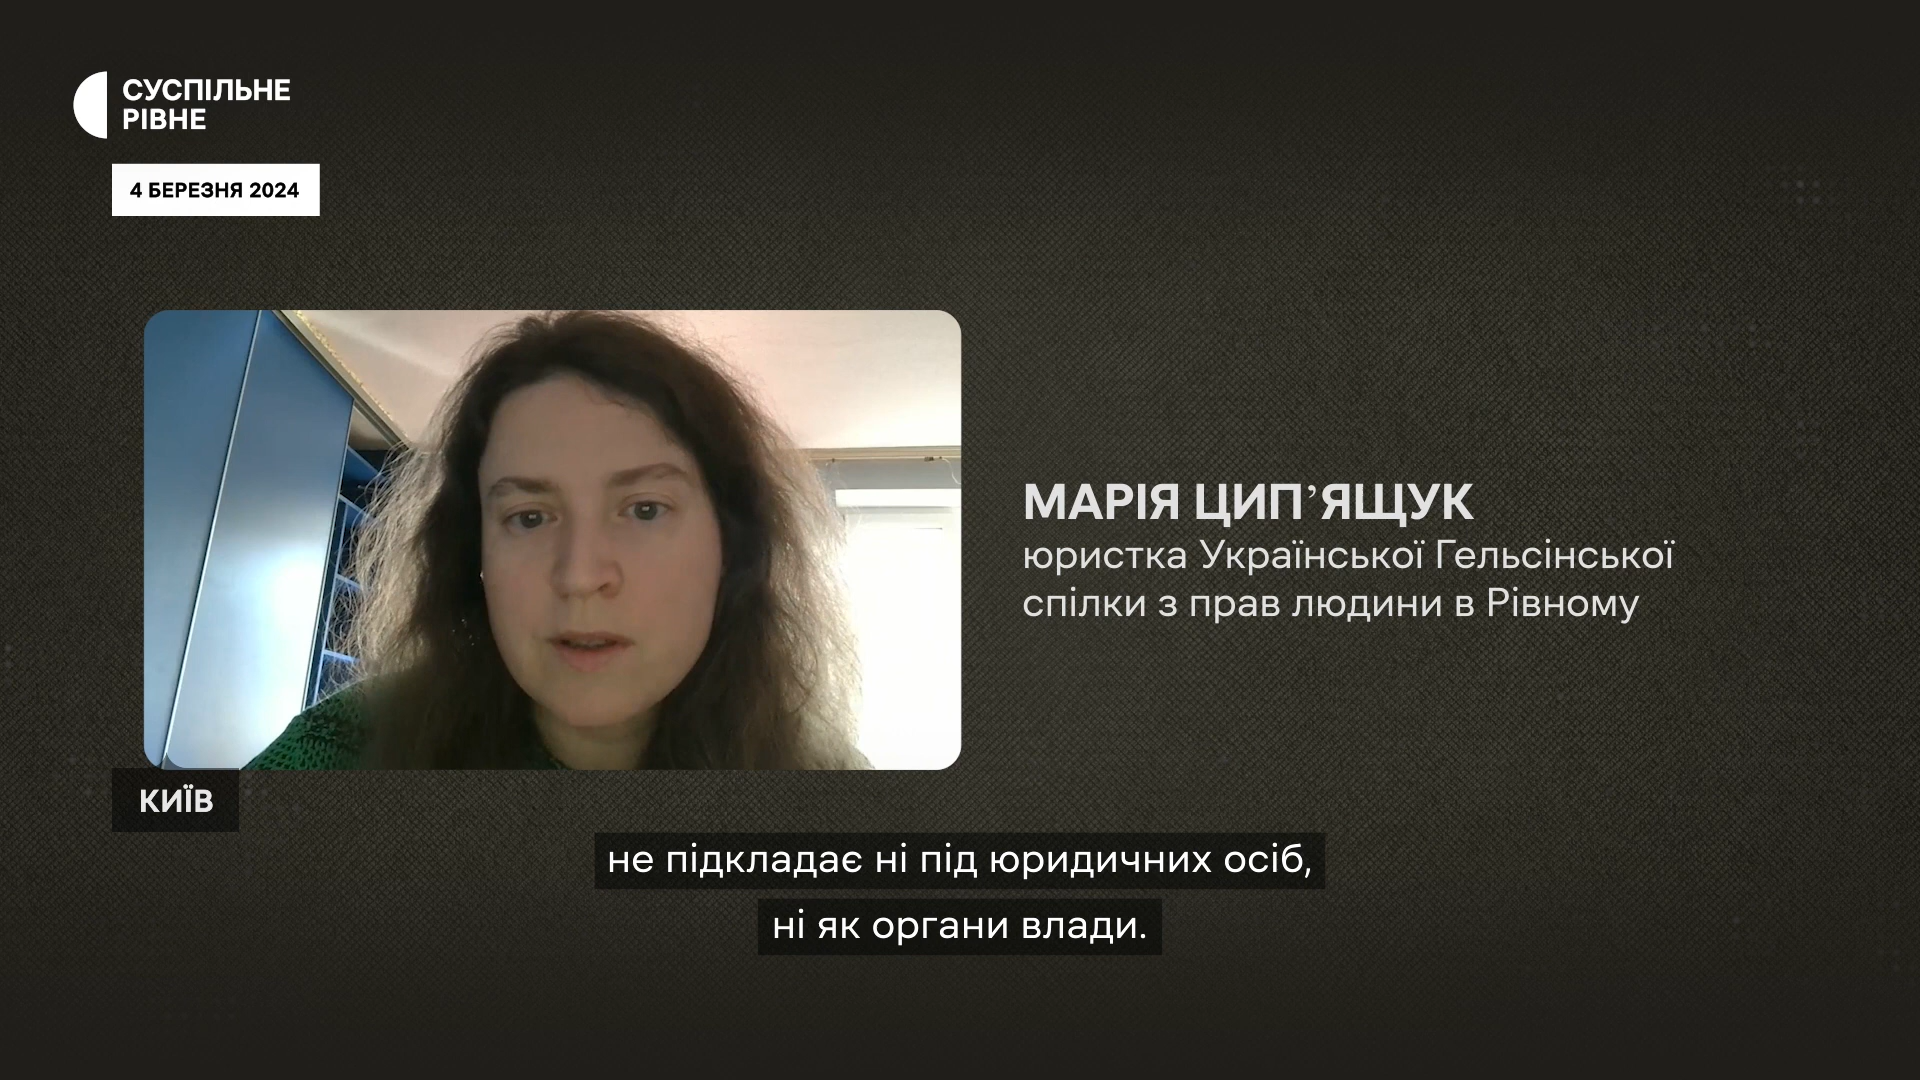 СУСПІЛЬНЕ
РІВНЕ
4 БЕРЕЗНЯ 2024
МАРІЯ ЦИП’ЯЩУК
юристка Української Гельсінської
спілки з прав людини в Рівному
КИЇВ
не підкладає ні під юридичних осіб,
ні як органи влади.